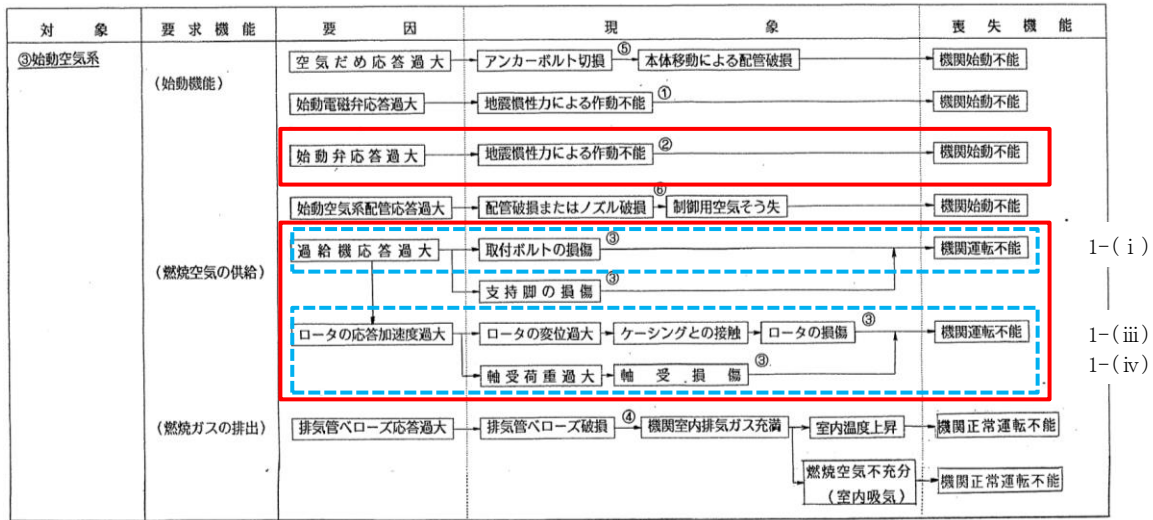 対象 要求機能 要因 現象 喪失機能
③始動空気系
(始動機能)
空気だめ応答過大 アンカーボルト切損 ⑤ 本体移動による配管破損 機関始動不能
始動電磁弁応答過大 地震慣性力による作動不能 ① 機関始動不能
始動弁応答過大 地震慣性力による作動不能 ② 機関始動不能
始動空気系配管応答過大 配管破損またはノズル破損 ⑥ 制御用空気そう失 機関始動不能
(燃焼空気の供給)
過給機応答過大 取付ボルトの損傷 ③ 機関運転不能 1-(ⅰ)
支持脚の損傷 ③
ロータの応答加速度過大 ロータの変位過大 ケーシングとの接触 ロータの損傷 ③ 機関運転不能 1-(ⅲ)
1-(ⅳ)
軸受荷重過大 軸受損傷 ③
(燃焼ガスの排出) 排気管ベローズ応答過大 排気管ベローズ破損 ④ 機関室内排気ガス充満 室内温度上昇 機関正常運転不能
燃焼空気不充分
(室内吸気)
機関正常運転不能